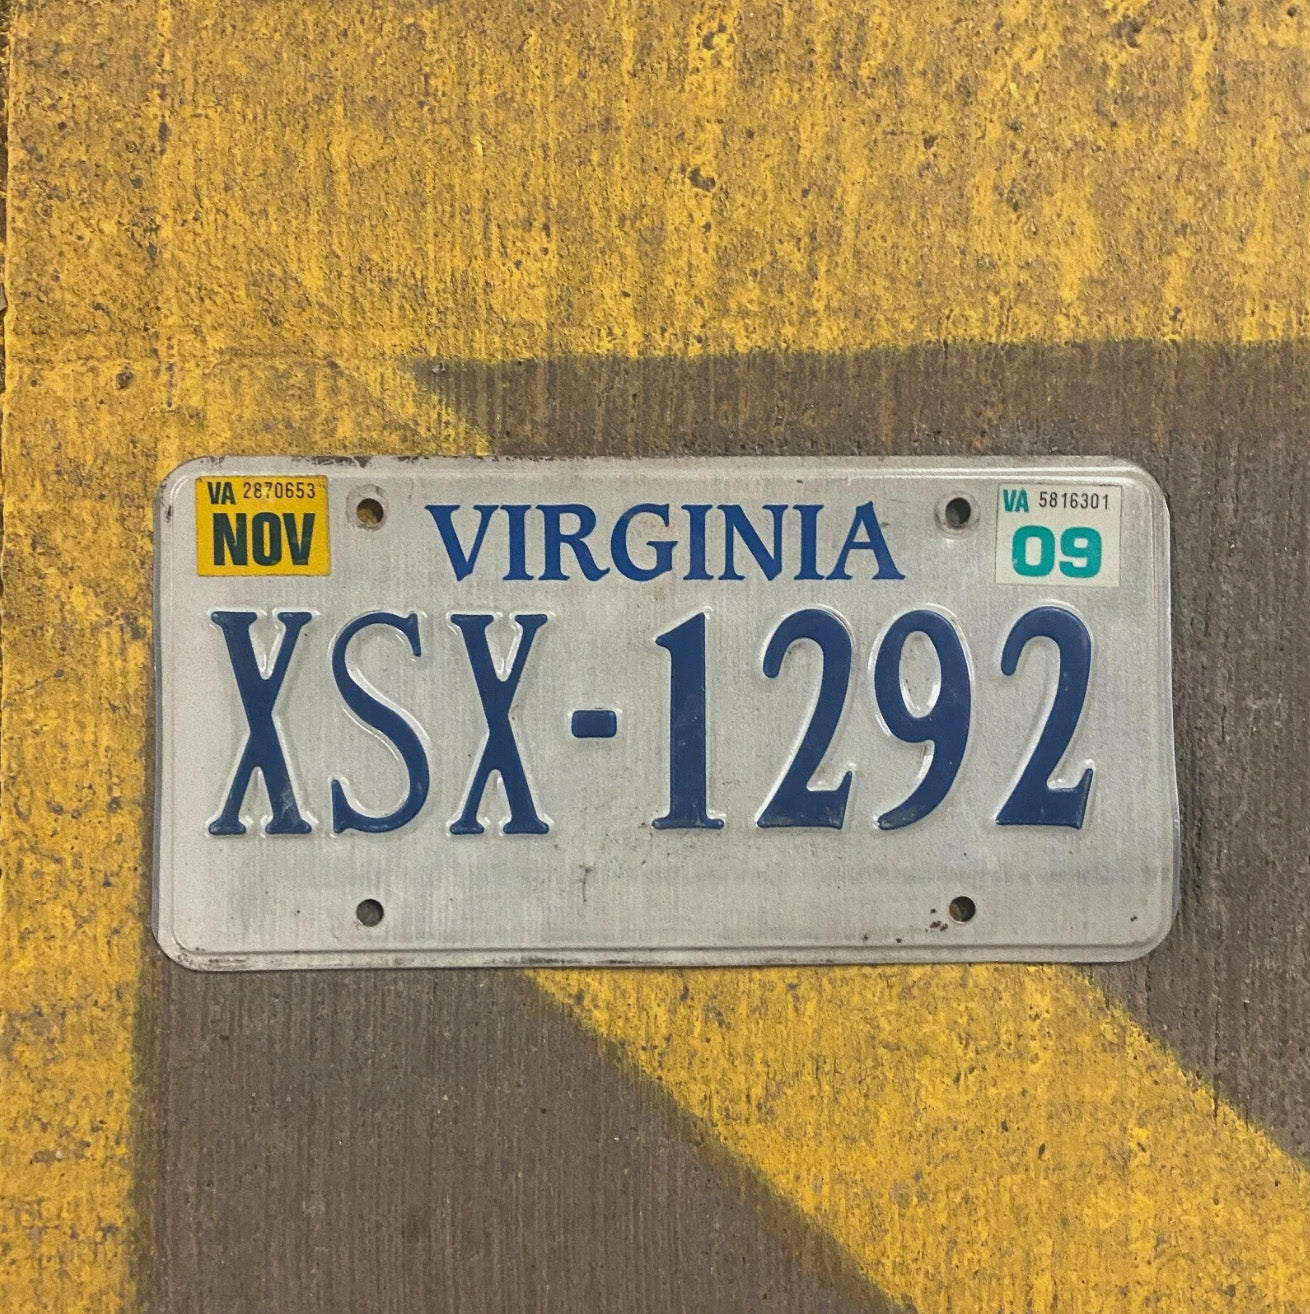 VA 2870653
NOV
VIRGINIA
VA 5816301
09
XSX-1292